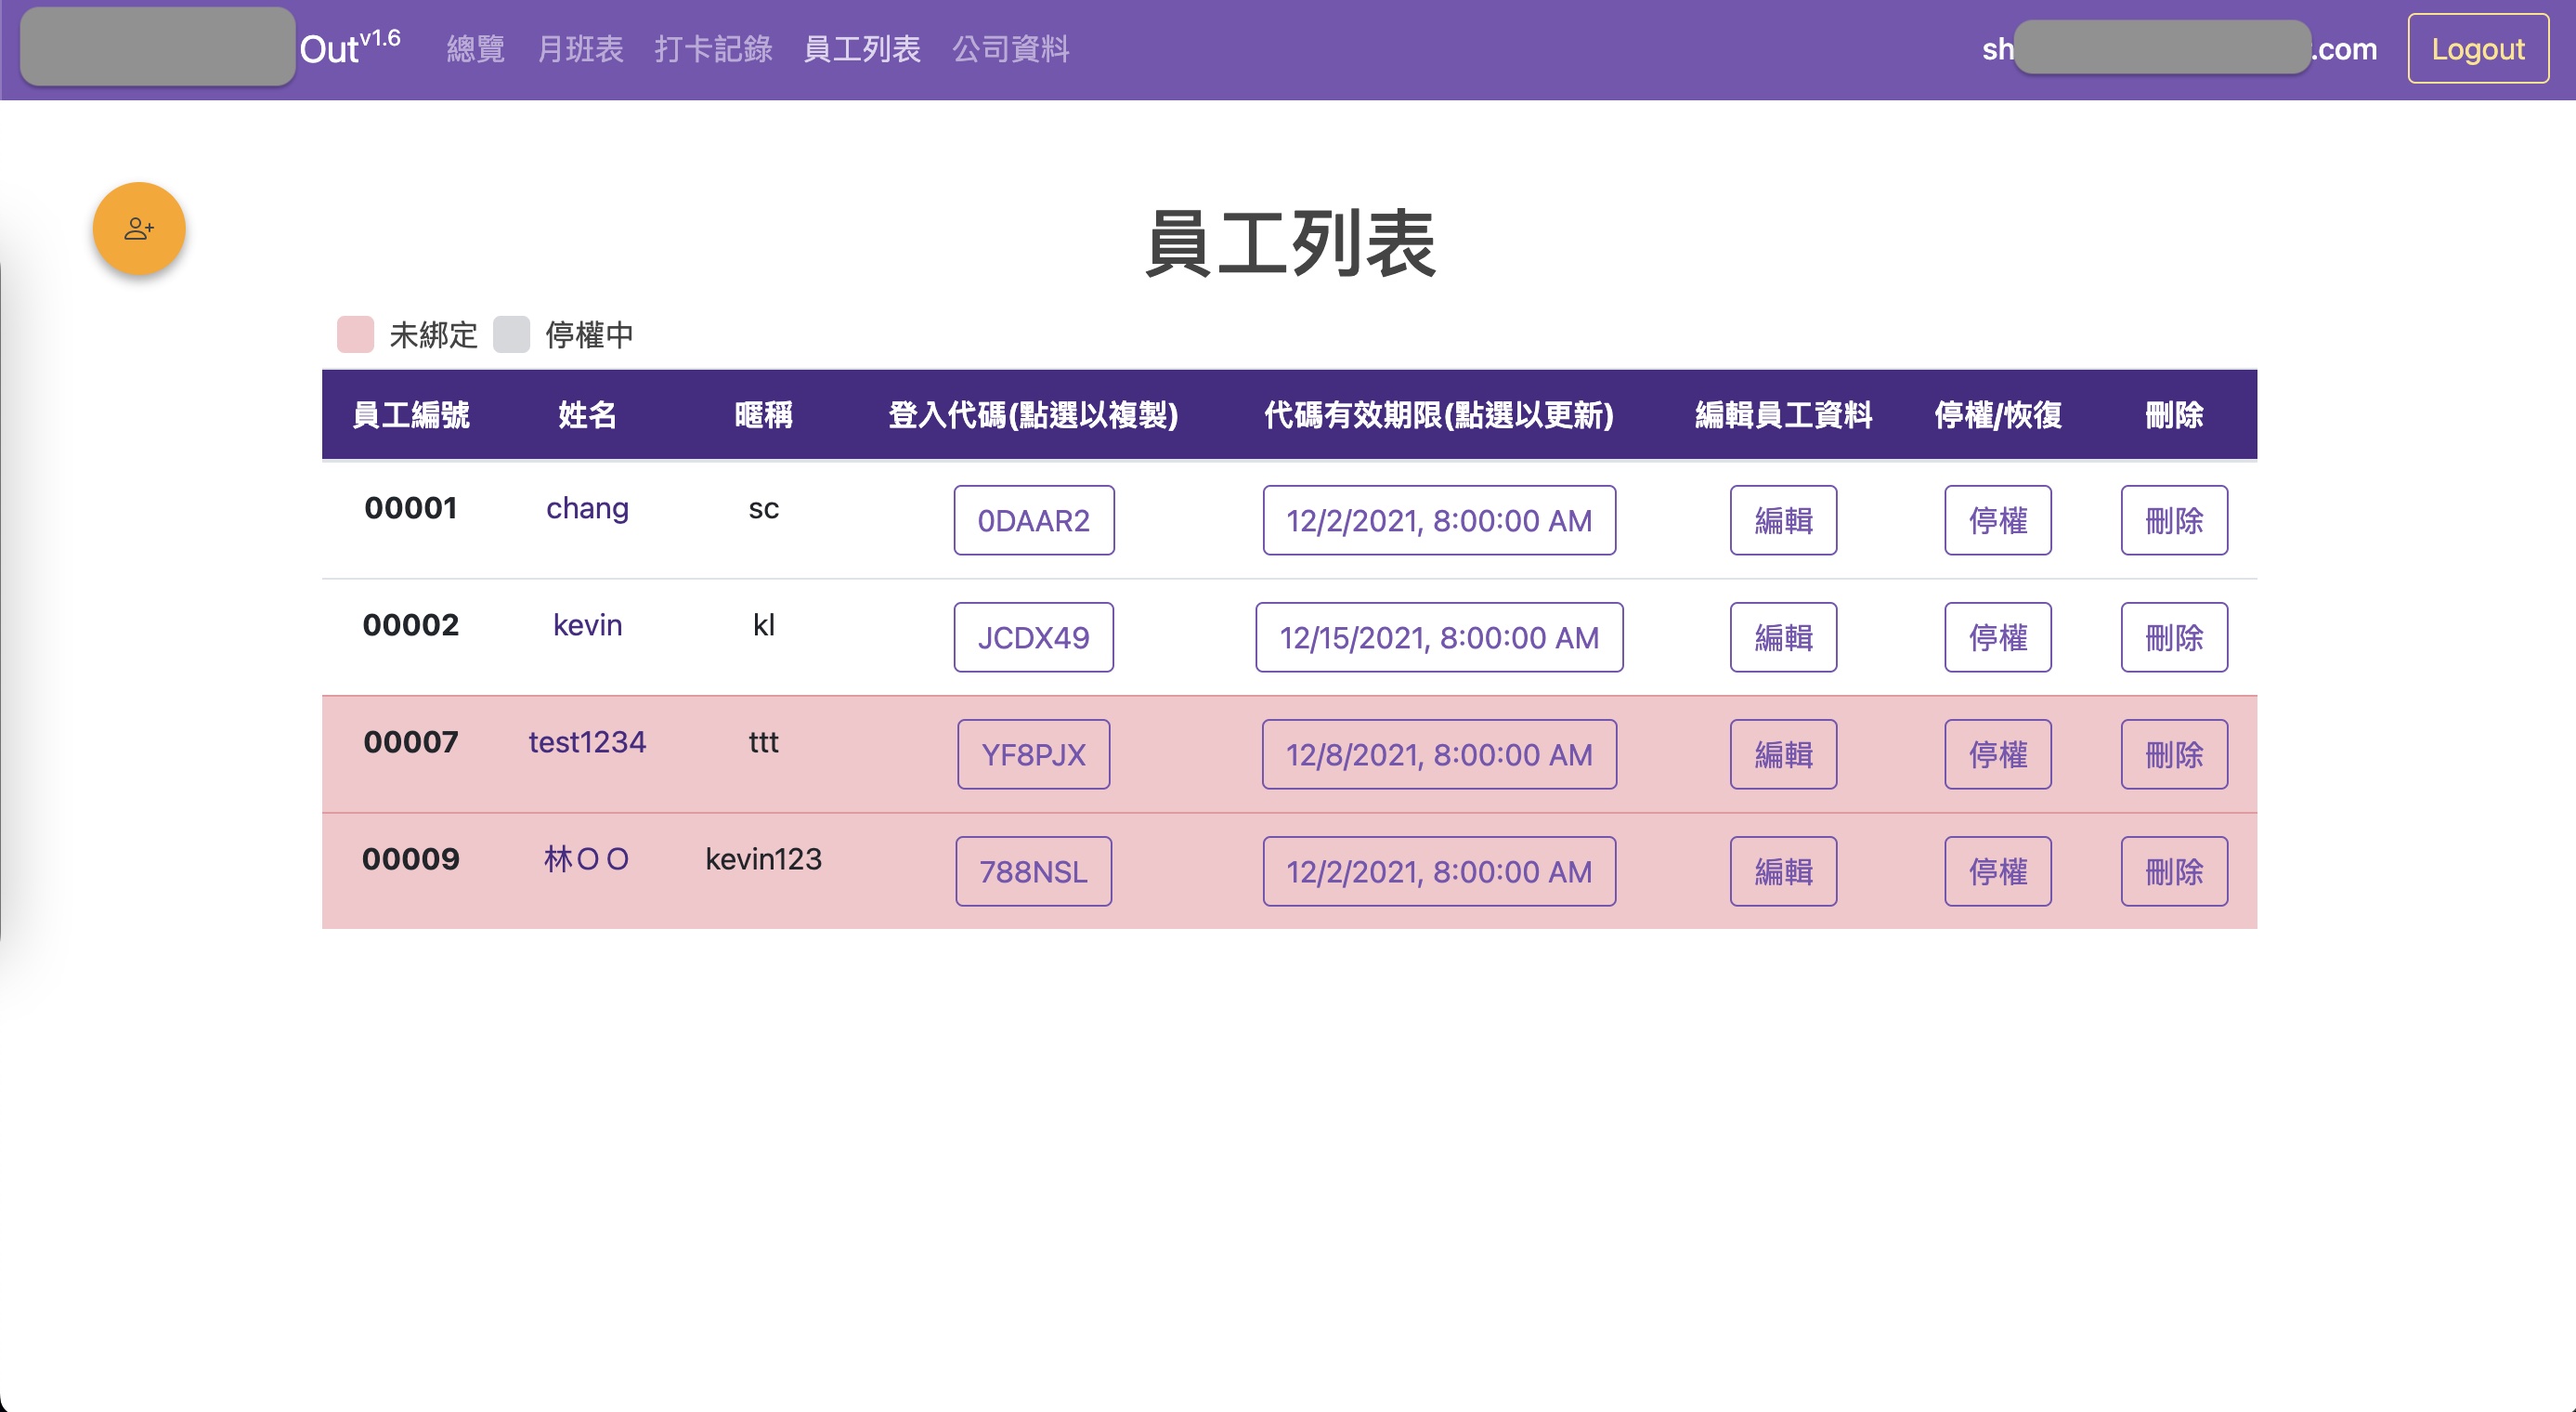 Out v1.6 總覽 月班表 打卡記錄 員工列表 公司資料 sh .com Logout
員工列表
未綁定 停權中
員工編號 姓名 暱稱 登入代碼(點選以複製) 代碼有效期限(點選以更新) 編輯員工資料 停權/恢復 刪除
00001 chang sc 0DAAR2 12/2/2021, 8:00:00 AM 編輯 停權 刪除
00002 kevin kl JCDX49 12/15/2021, 8:00:00 AM 編輯 停權 刪除
00007 test1234 ttt YF8PJX 12/8/2021, 8:00:00 AM 編輯 停權 刪除
00009 林ＯＯ kevin123 788NSL 12/2/2021, 8:00:00 AM 編輯 停權 刪除